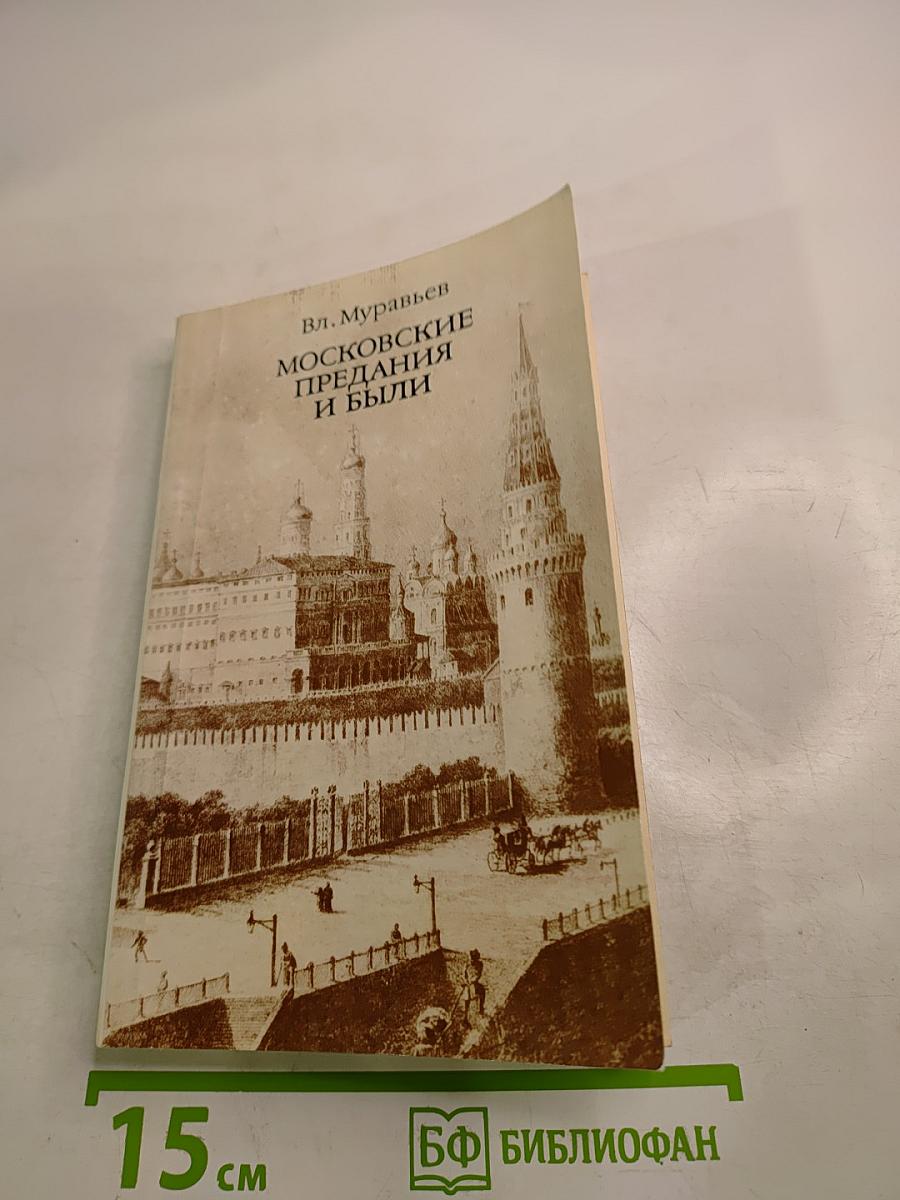 Вл. Муравьев
МОСКОВСКИЕ
ПРЕДАНИЯ
И БЫЛИ
15 см
БФ БИБЛИОФАН